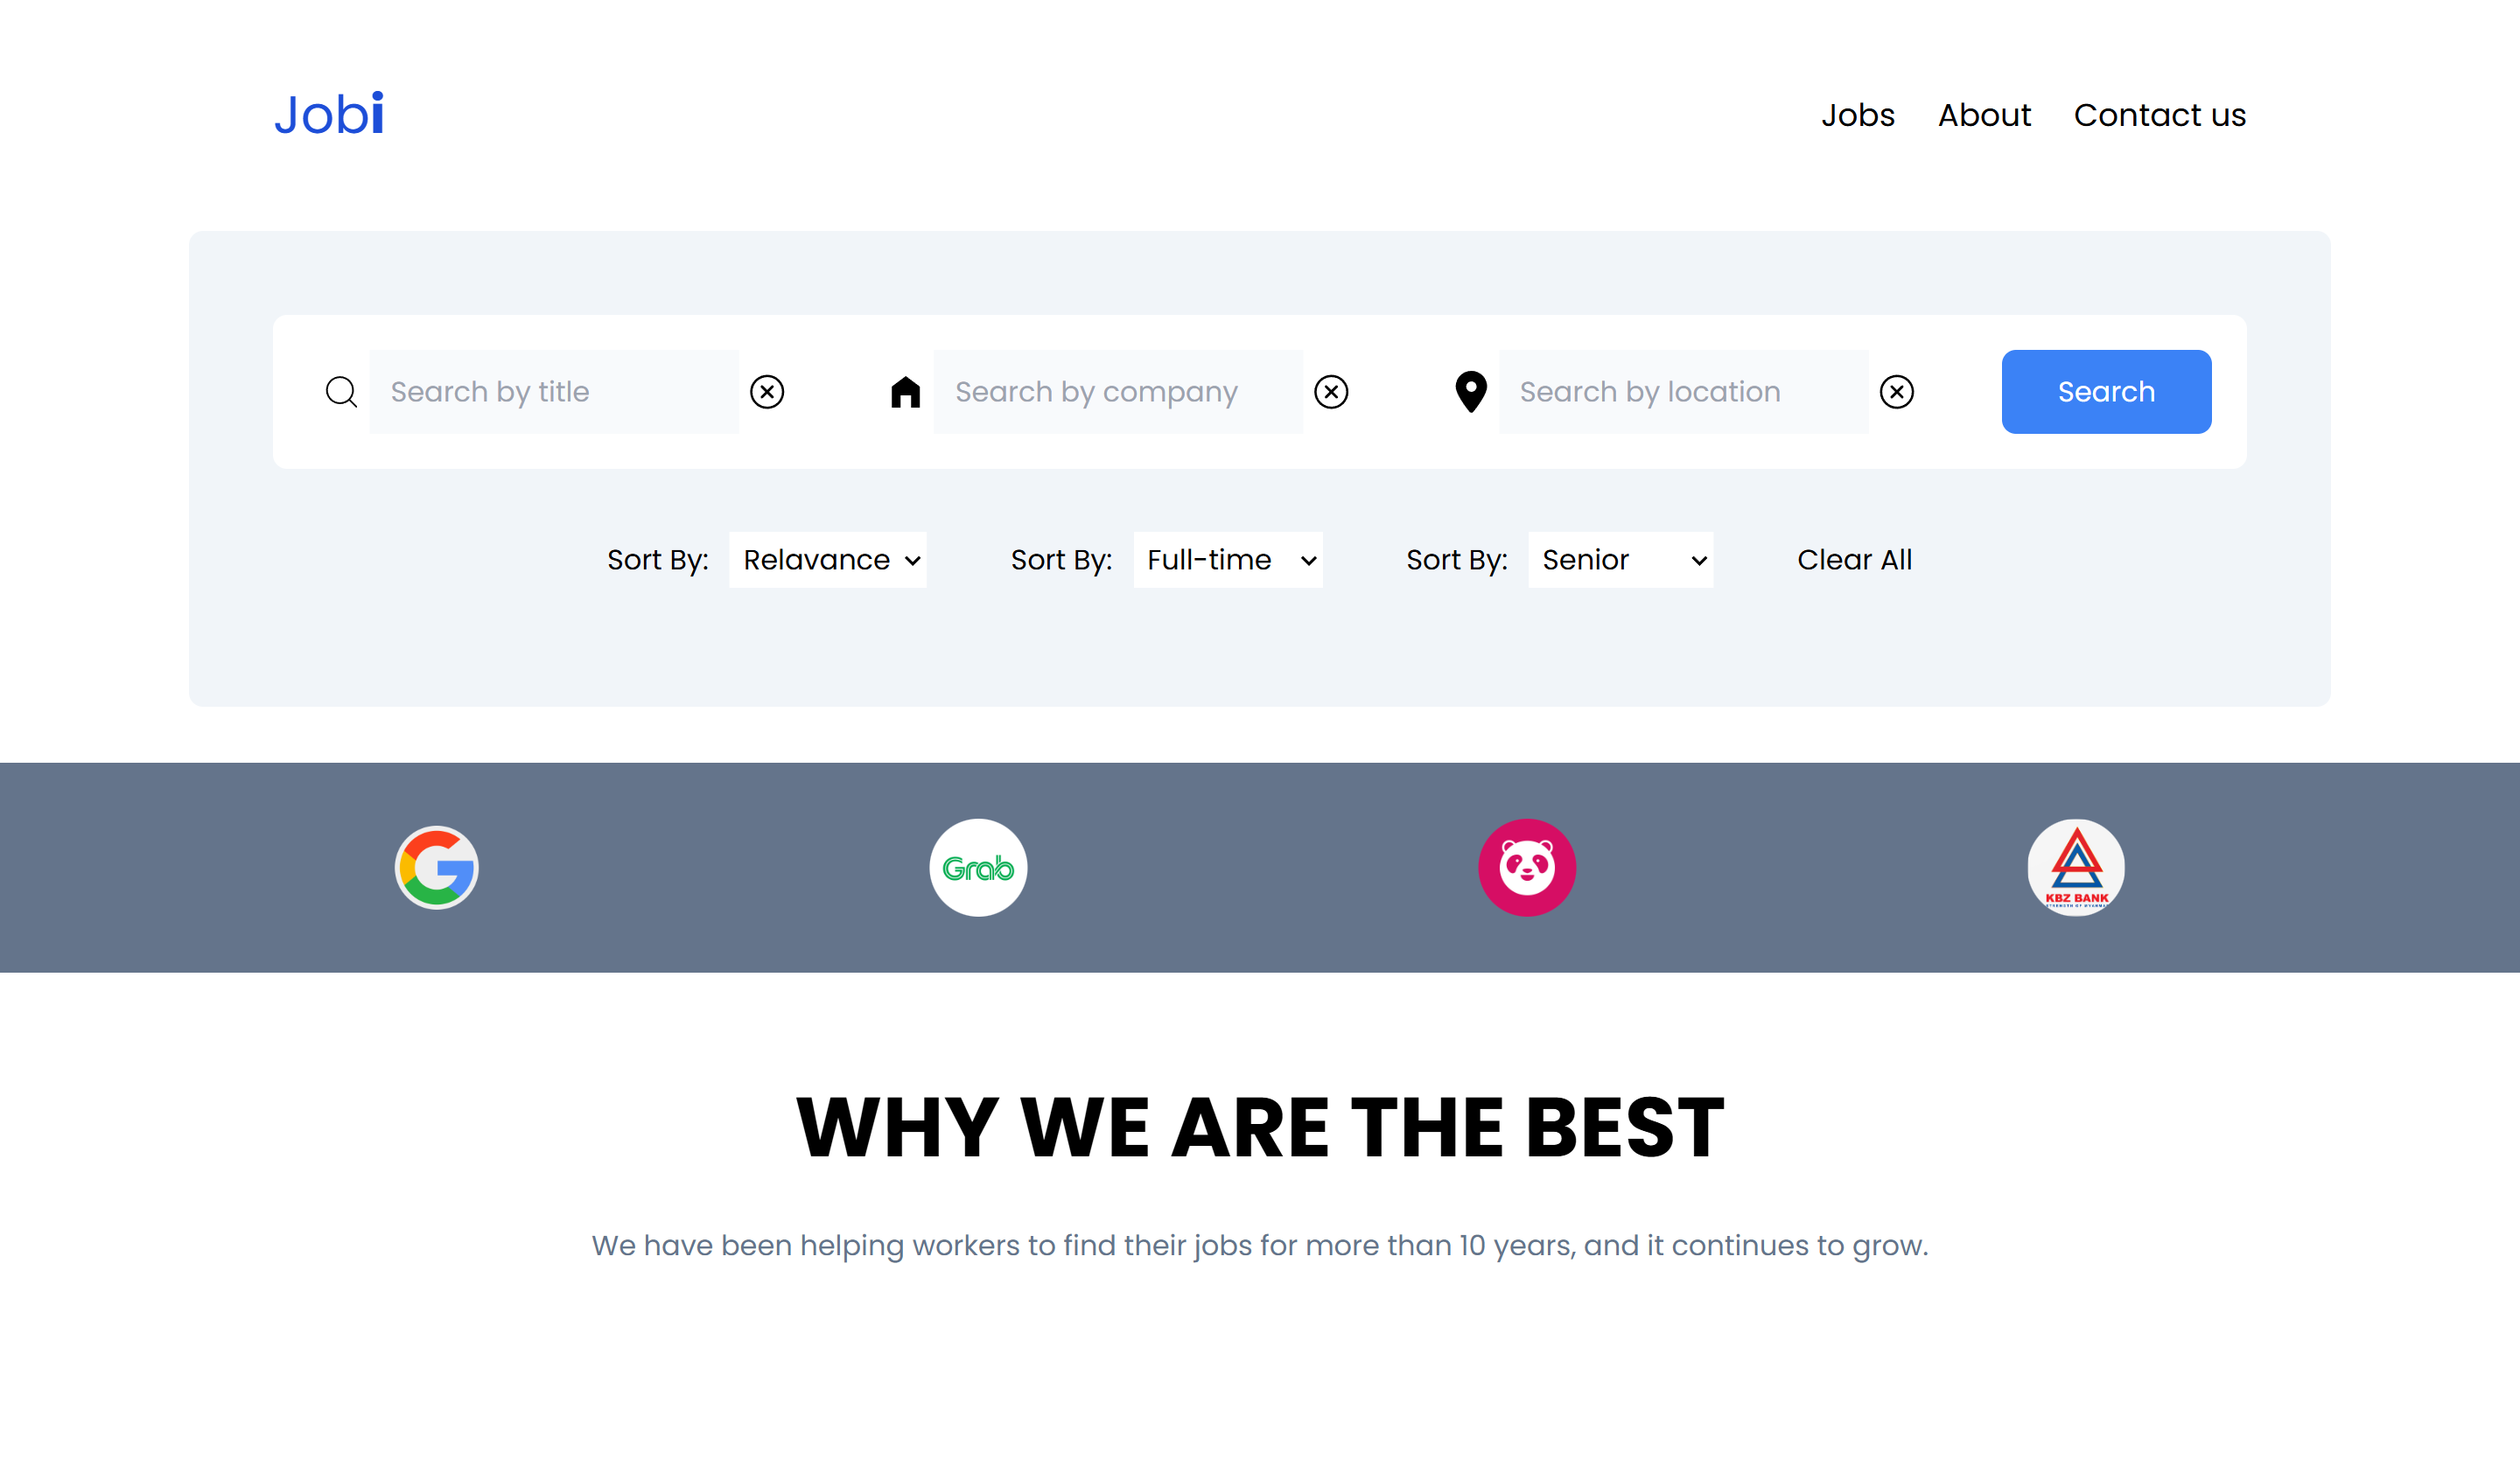 Jobi
Jobs About Contact us
Search by title Search by company Search by location Search
Sort By: Relavance Sort By: Full-time Sort By: Senior Clear All
Grab
KBZ BANK
WHY WE ARE THE BEST
We have been helping workers to find their jobs for more than 10 years, and it continues to grow.